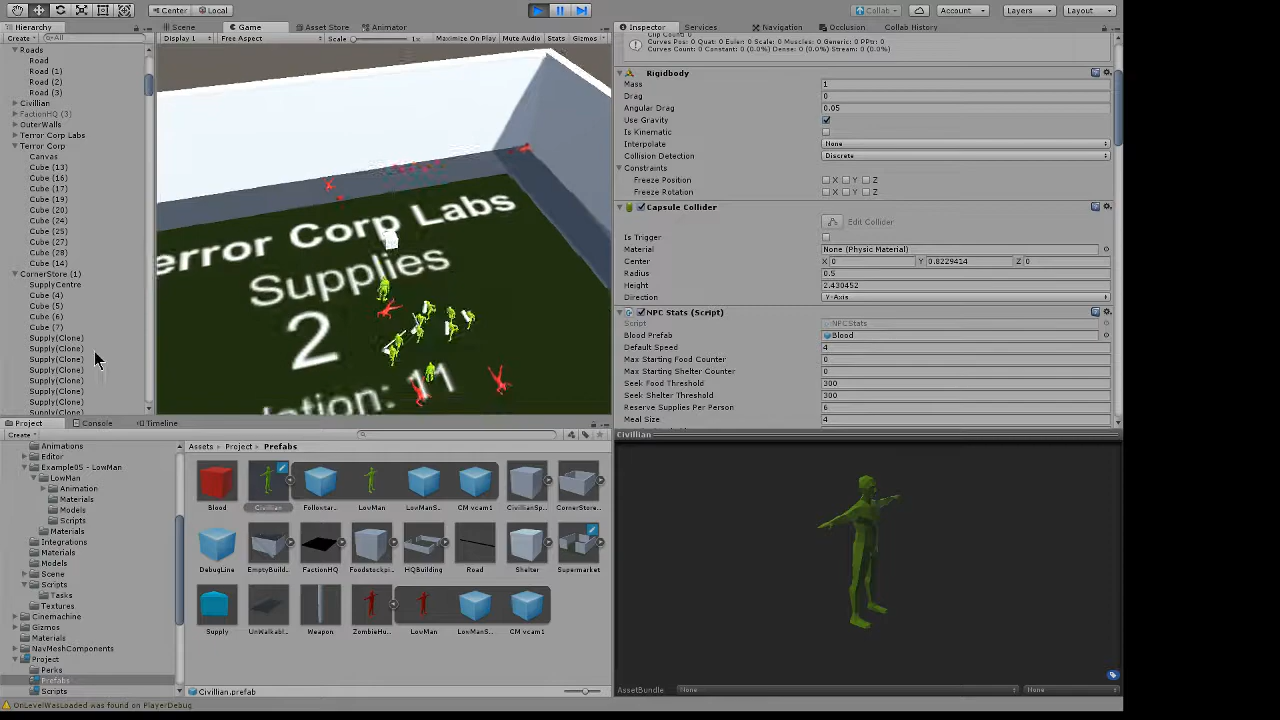 Center
Local
Collab
Account
Layers
Layout
Hierarchy
Create
All
Roads
Road
Road (1)
Road (2)
Road (3)
Civillian
FactionHQ (3)
OuterWalls
Terror Corp Labs
Terror Corp
Canvas
Cube (13)
Cube (16)
Cube (17)
Cube (19)
Cube (20)
Cube (24)
Cube (25)
Cube (27)
Cube (28)
Cube (14)
CornerStore (1)
SupplyCentre
Cube (4)
Cube (5)
Cube (6)
Cube (7)
Supply(Clone)
Supply(Clone)
Supply(Clone)
Supply(Clone)
Supply(Clone)
Supply(Clone)
Supply(Clone)
Supply(Clone)
Scene
Game
Asset Store
Animator
Display 1
Free Aspect
Scale
1x
Maximize On Play
Mute Audio
Stats
Gizmos
Terror Corp Labs
Supplies
2
lation: 11
Inspector
Services
Navigation
Occlusion
Collab History
Clip Count: 0
Curves Pos: 0 Quat: 0 Euler: 0 Scale: 0 Muscles: 0 Generic: 0 PPtr: 0
Curves Count: 0 Constant: 0 (0.0%) Dense: 0 (0.0%) Stream: 0 (0.0%)
Rigidbody
Mass 1
Drag 0
Angular Drag 0.05
Use Gravity
Is Kinematic
Interpolate None
Collision Detection Discrete
Constraints
Freeze Position X Y Z
Freeze Rotation X Y Z
Capsule Collider
Edit Collider
Is Trigger
Material None (Physic Material)
Center X 0 Y 0.8229414 Z 0
Radius 0.5
Height 2.430452
Direction Y-Axis
NPC Stats (Script)
Script NPCStats
Blood Prefab Blood
Default Speed 4
Max Starting Food Counter 0
Max Starting Shelter Counter 0
Seek Food Threshold 300
Seek Shelter Threshold 300
Reserve Supplies Per Person 6
Meal Size 4
Civillian
AssetBundle None None
Project
Console
Timeline
Create
Animations
Editor
Example05 - LowMan
LowMan
Animation
Materials
Models
Scripts
Materials
Integrations
Materials
Models
Scene
Scripts
Tasks
Textures
Cinemachine
Gizmos
Materials
NavMeshComponents
Project
Perks
Prefabs
Scripts
Assets Project Prefabs
Blood
Civillian
Followtar...
LowMan
LowManS...
CM vcam1
CivillianSp...
CornerStore...
DebugLine
EmptyBuild...
FactionHQ
Foodstockpi...
HQBuilding
Road
Shelter
Supermarket
Supply
UnWalkabl...
Weapon
ZombieHu...
LowMan
LowManS...
CM vcam1
Civillian.prefab
OnLevelWasLoaded was found on PlayerDebug